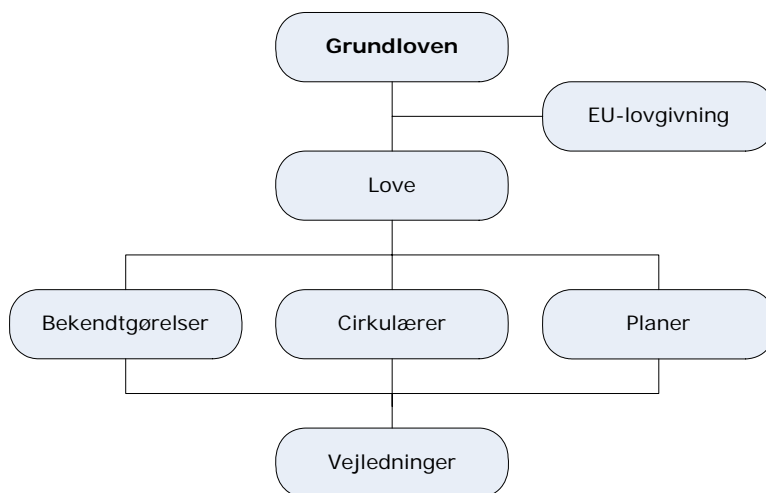 Grundloven
EU-lovgivning
Love
Bekendtgørelser
Cirkulærer
Planer
Vejledninger